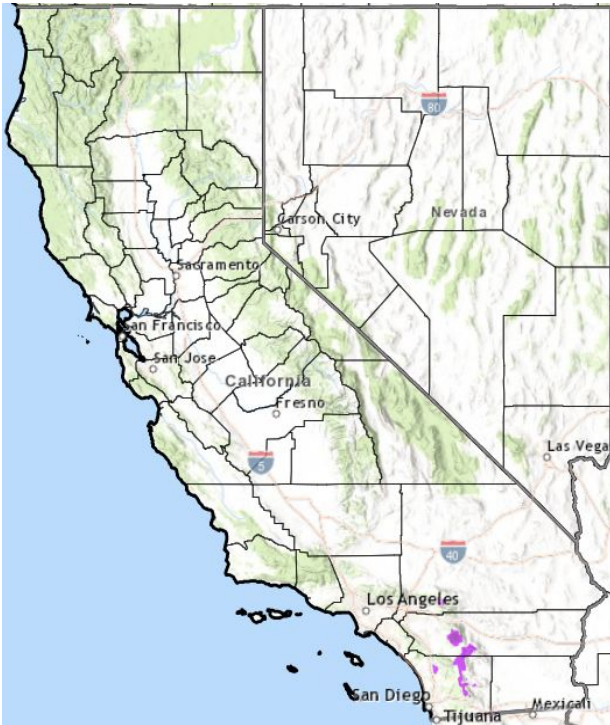 80
Carson City
Nevada
Sacramento
San Francisco
San Jose
California
Fresno
5
Las Vega
40
Los Angeles
San Diego
Mexicali
Tijuana